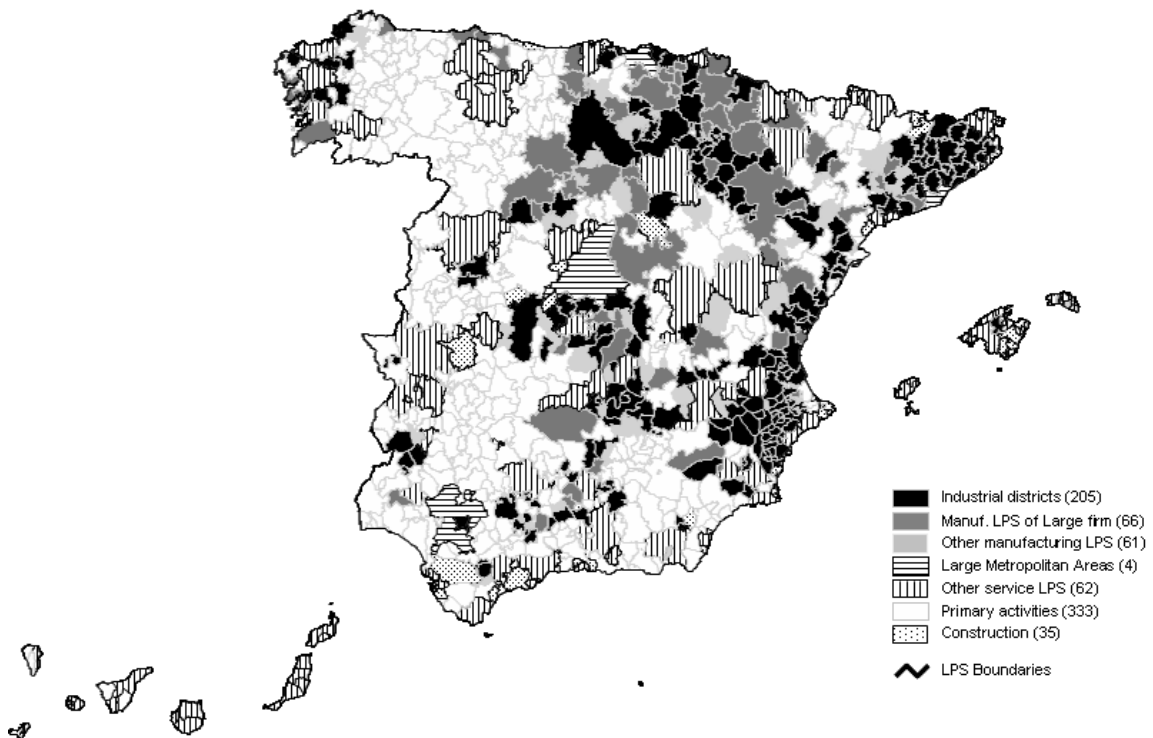 Industrial districts (205)
Manuf. LPS of Large firm (66)
Other manufacturing LPS (61)
Large Metropolitan Areas (4)
Other service LPS (62)
Primary activities (333)
Construction (35)
LPS Boundaries